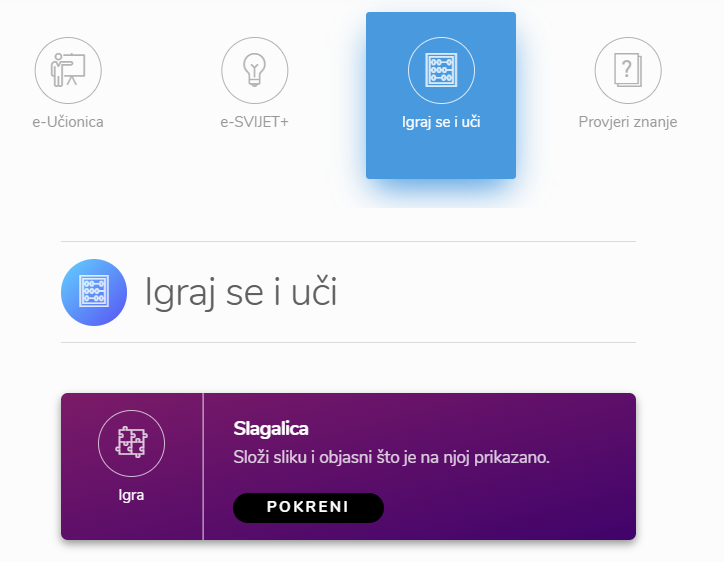 e-Učionica
e-SVIJET+
Igraj se i uči
Provjeri znanje
Igraj se i uči
Igra
Slagalica
Složi sliku i objasni što je na njoj prikazano.
POKRENI